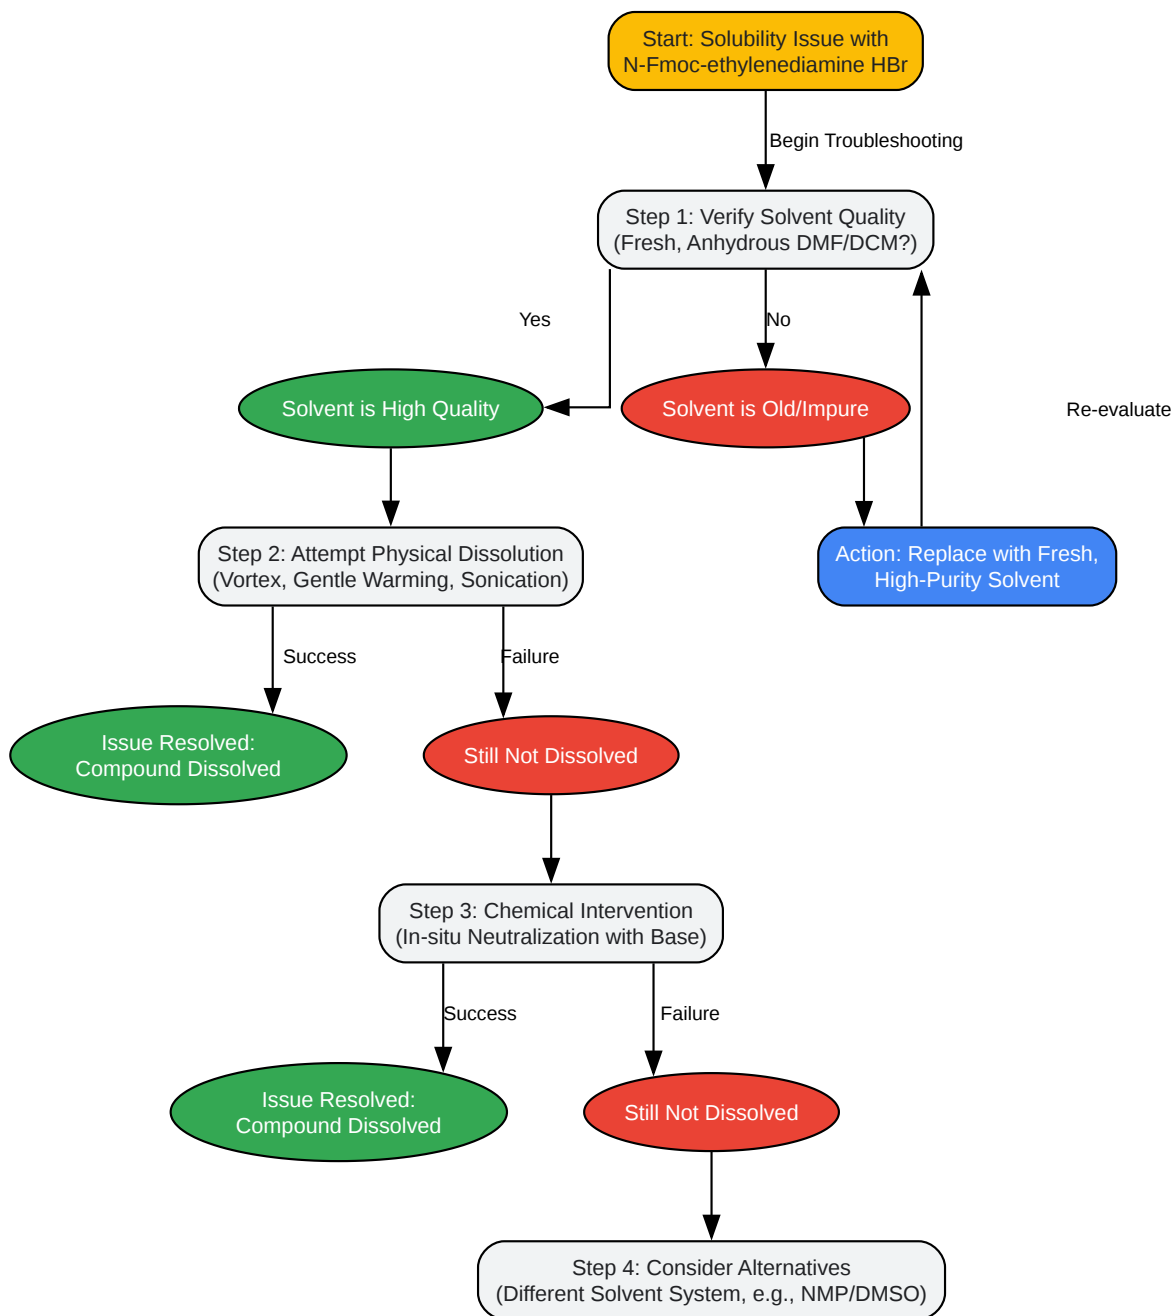 Start: Solubility Issue with
N-Fmoc-ethylenediamine HBr
Begin Troubleshooting
Step 1: Verify Solvent Quality
(Fresh, Anhydrous DMF/DCM?)
Yes
No
Solvent is High Quality
Solvent is Old/Impure
Re-evaluate
Step 2: Attempt Physical Dissolution
(Vortex, Gentle Warming, Sonication)
Action: Replace with Fresh,
High-Purity Solvent
Success
Failure
Issue Resolved:
Compound Dissolved
Still Not Dissolved
Step 3: Chemical Intervention
(In-situ Neutralization with Base)
Success
Failure
Issue Resolved:
Compound Dissolved
Still Not Dissolved
Step 4: Consider Alternatives
(Different Solvent System, e.g., NMP/DMSO)